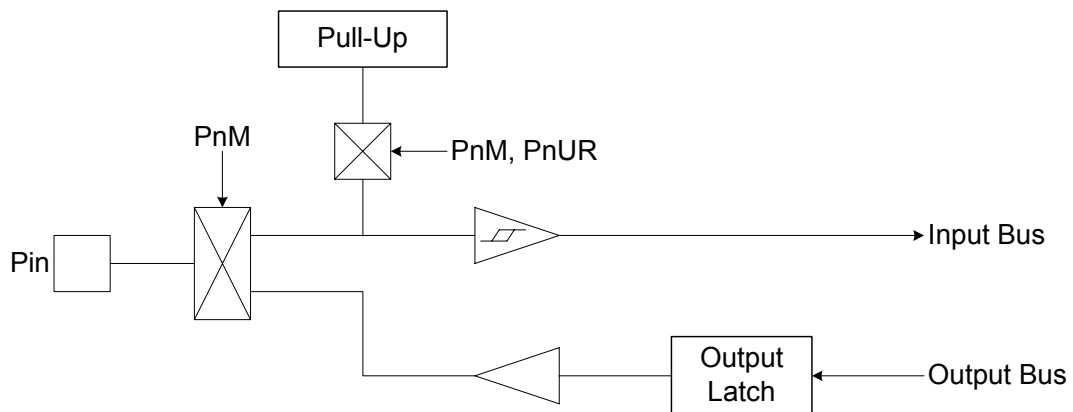 Pull-Up
PnM
PnM, PnUR
Pin
Input Bus
Output
Latch
Output Bus